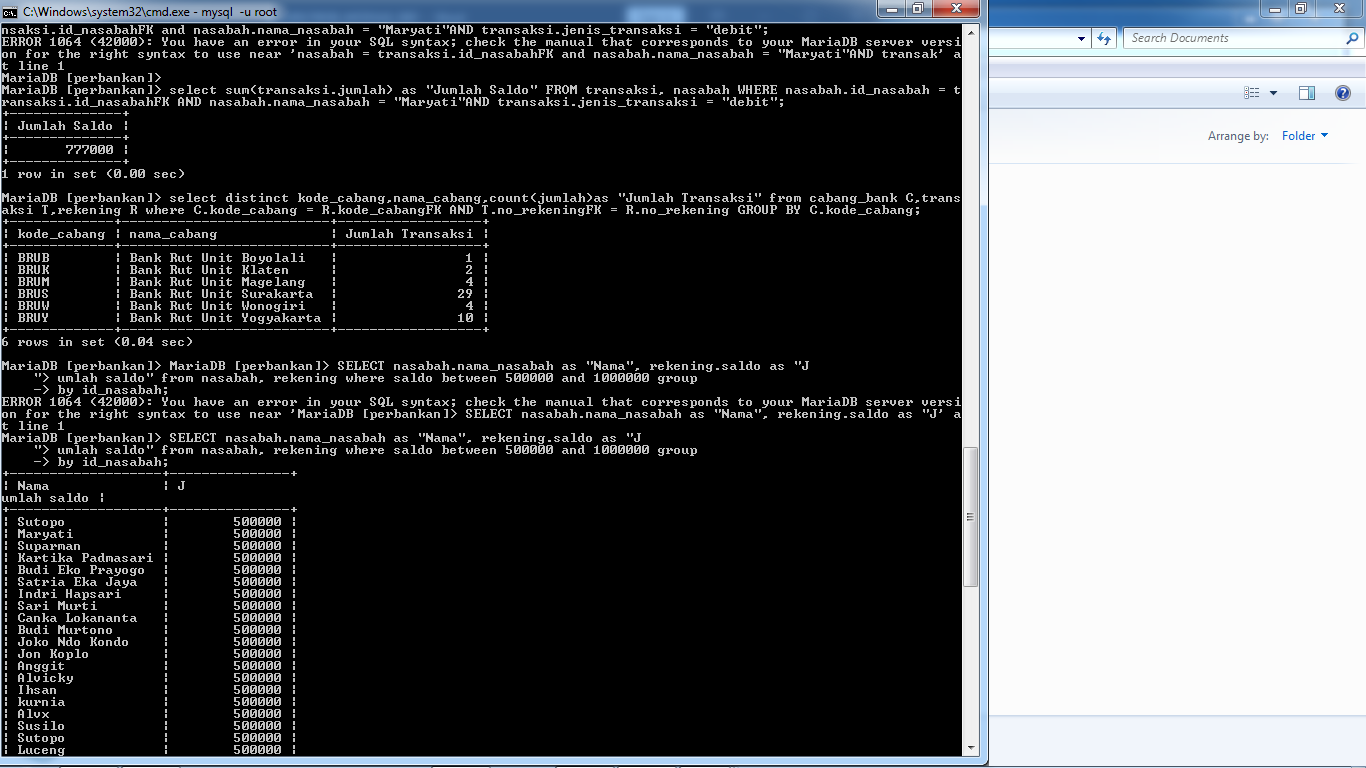 C:\Windows\system32\cmd.exe - mysql -u root
nsaksi.id_nasabahFK and nasabah.nama_nasabah = "Maryati"AND transaksi.jenis_transaksi = "debit";
ERROR 1064 (42000): You have an error in your SQL syntax; check the manual that corresponds to your MariaDB server versi
on for the right syntax to use near 'nasabah = transaksi.id_nasabahFK and nasabah.nama_nasabah = "Maryati"AND transak' a
t line 1
MariaDB [perbankan]>
MariaDB [perbankan]> select sum(transaksi.jumlah) as "Jumlah Saldo" FROM transaksi, nasabah WHERE nasabah.id_nasabah = t
ransaksi.id_nasabahFK AND nasabah.nama_nasabah = "Maryati"AND transaksi.jenis_transaksi = "debit";
+--------------+
| Jumlah Saldo |
+--------------+
|       777000 |
+--------------+
1 row in set (0.00 sec)
MariaDB [perbankan]> select distinct kode_cabang,nama_cabang,count(jumlah)as "Jumlah Transaksi" from cabang_bank C,trans
aksi T,rekening R where C.kode_cabang = R.kode_cabangFK AND T.no_rekeningFK = R.no_rekening GROUP BY C.kode_cabang;
+-------------+--------------------------+------------------+
| kode_cabang | nama_cabang              | Jumlah Transaksi |
+-------------+--------------------------+------------------+
| BRUB        | Bank Rut Unit Boyolali   |                1 |
| BRUK        | Bank Rut Unit Klaten     |                2 |
| BRUM        | Bank Rut Unit Magelang   |                4 |
| BRUS        | Bank Rut Unit Surakarta  |               29 |
| BRUW        | Bank Rut Unit Wonogiri   |                4 |
| BRUY        | Bank Rut Unit Yogyakarta |               10 |
+-------------+--------------------------+------------------+
6 rows in set (0.04 sec)
MariaDB [perbankan]> MariaDB [perbankan]> SELECT nasabah.nama_nasabah as "Nama", rekening.saldo as "J
    "> umlah saldo" from nasabah, rekening where saldo between 500000 and 1000000 group
    -> by id_nasabah;
ERROR 1064 (42000): You have an error in your SQL syntax; check the manual that corresponds to your MariaDB server versi
on for the right syntax to use near 'MariaDB [perbankan]> SELECT nasabah.nama_nasabah as "Nama", rekening.saldo as "J' a
t line 1
MariaDB [perbankan]> SELECT nasabah.nama_nasabah as "Nama", rekening.saldo as "J
    "> umlah saldo" from nasabah, rekening where saldo between 500000 and 1000000 group
    -> by id_nasabah;
+-------------------+---------------+
| Nama              | J
umlah saldo |
+-------------------+---------------+
| Sutopo            |        500000 |
| Maryati           |        500000 |
| Suparman          |        500000 |
| Kartika Padmasari |        500000 |
| Budi Eko Prayogo  |        500000 |
| Satria Eka Jaya   |        500000 |
| Indri Hapsari     |        500000 |
| Sari Murti        |        500000 |
| Canka Lokananta   |        500000 |
| Budi Murtono      |        500000 |
| Joko Ndo Kondo    |        500000 |
| Jon Koplo         |        500000 |
| Anggit            |        500000 |
| Alvicky           |        500000 |
| Ihsan             |        500000 |
| kurnia            |        500000 |
| Alvx              |        500000 |
| Susilo            |        500000 |
| Sutopo            |        500000 |
| Luceng            |        500000 |
Search Documents
Arrange by: Folder